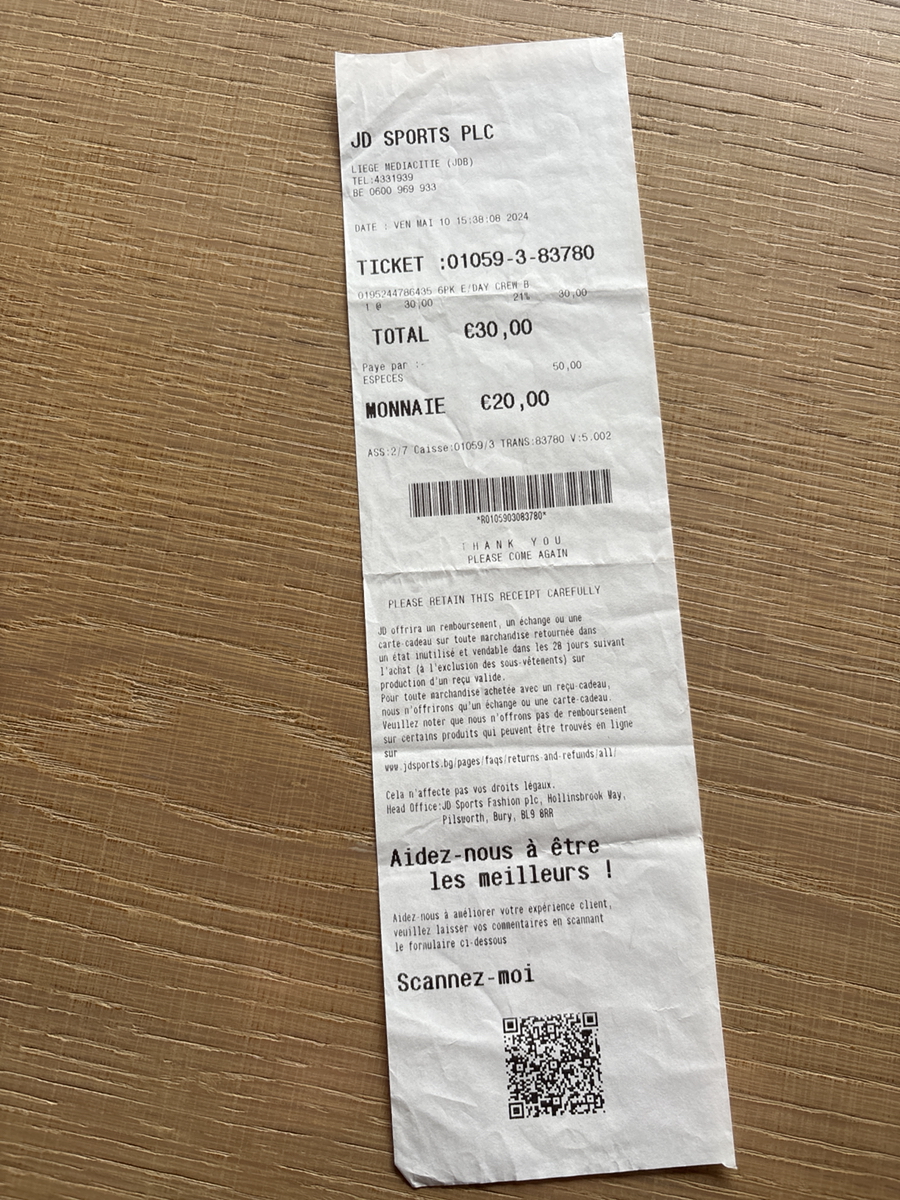 JD SPORTS PLC
LIEGE MEDIACITIE (JDB)
TEL:4331939
BE 0600 969 933
DATE : VEN MAI 10 15:38:08 2024
TICKET :01059-3-83780
0195244786435 6PK E/DAY CREW B
1 @ 30,00 21% 30,00
TOTAL €30,00
Paye par :-
ESPECES 50,00
MONNAIE €20,00
ASS:2/7 Caisse:01059/3 TRANS:83780 V:5.002
*R0105903083780*
THANK YOU
PLEASE COME AGAIN
PLEASE RETAIN THIS RECEIPT CAREFULLY
JD offrira un remboursement, un échange ou une
carte-cadeau sur toute marchandise retournée dans
un état inutilisé et vendable dans les 28 jours suivant
l'achat (à l'exclusion des sous-vêtements) sur
production d'un reçu valide.
Pour toute marchandise achetée avec un reçu-cadeau,
nous n'offrirons qu'un échange ou une carte-cadeau.
Veuillez noter que nous n'offrons pas de remboursement
sur certains produits qui peuvent être trouvés en ligne
sur
www.jdsports.bg/pages/faqs/returns-and-refunds/all/
Cela n'affecte pas vos droits légaux.
Head Office:JD Sports Fashion plc, Hollinsbrook Way,
Pilsworth, Bury, BL9 8RR
Aidez-nous à être
les meilleurs !
Aidez-nous à améliorer votre expérience client,
veuillez laisser vos commentaires en scannant
le formulaire ci-dessous
Scannez-moi